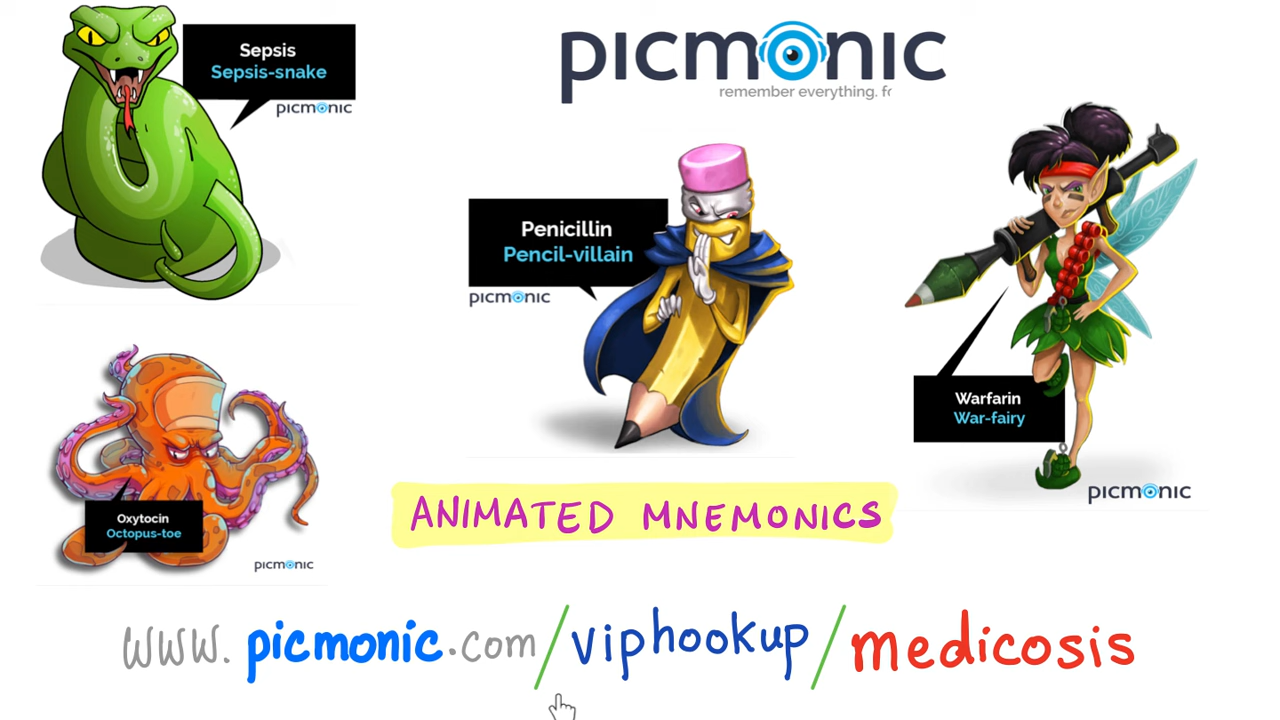 Sepsis
Sepsis-snake
picmonic
picmonic
remember everything. fo
Penicillin
Pencil-villain
picmonic
Warfarin
War-fairy
picmonic
Oxytocin
Octopus-toe
picmonic
ANIMATED MNEMONICS
www.picmonic.com/viphookup/medicosis